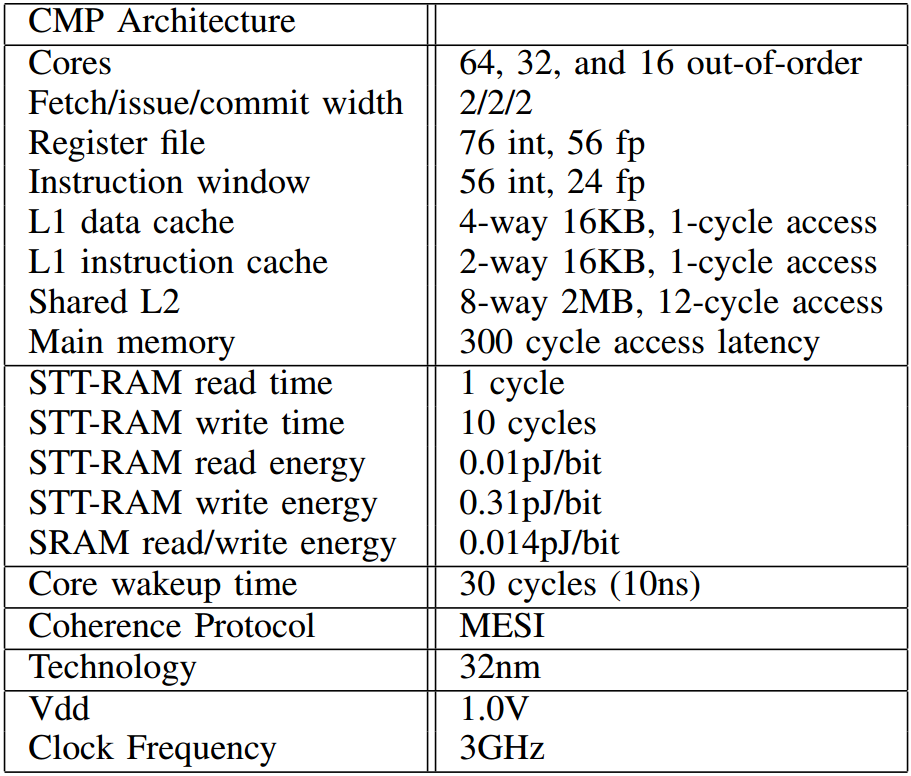 CMP Architecture
Cores 64, 32, and 16 out-of-order
Fetch/issue/commit width 2/2/2
Register file 76 int, 56 fp
Instruction window 56 int, 24 fp
L1 data cache 4-way 16KB, 1-cycle access
L1 instruction cache 2-way 16KB, 1-cycle access
Shared L2 8-way 2MB, 12-cycle access
Main memory 300 cycle access latency
STT-RAM read time 1 cycle
STT-RAM write time 10 cycles
STT-RAM read energy 0.01pJ/bit
STT-RAM write energy 0.31pJ/bit
SRAM read/write energy 0.014pJ/bit
Core wakeup time 30 cycles (10ns)
Coherence Protocol MESI
Technology 32nm
Vdd 1.0V
Clock Frequency 3GHz